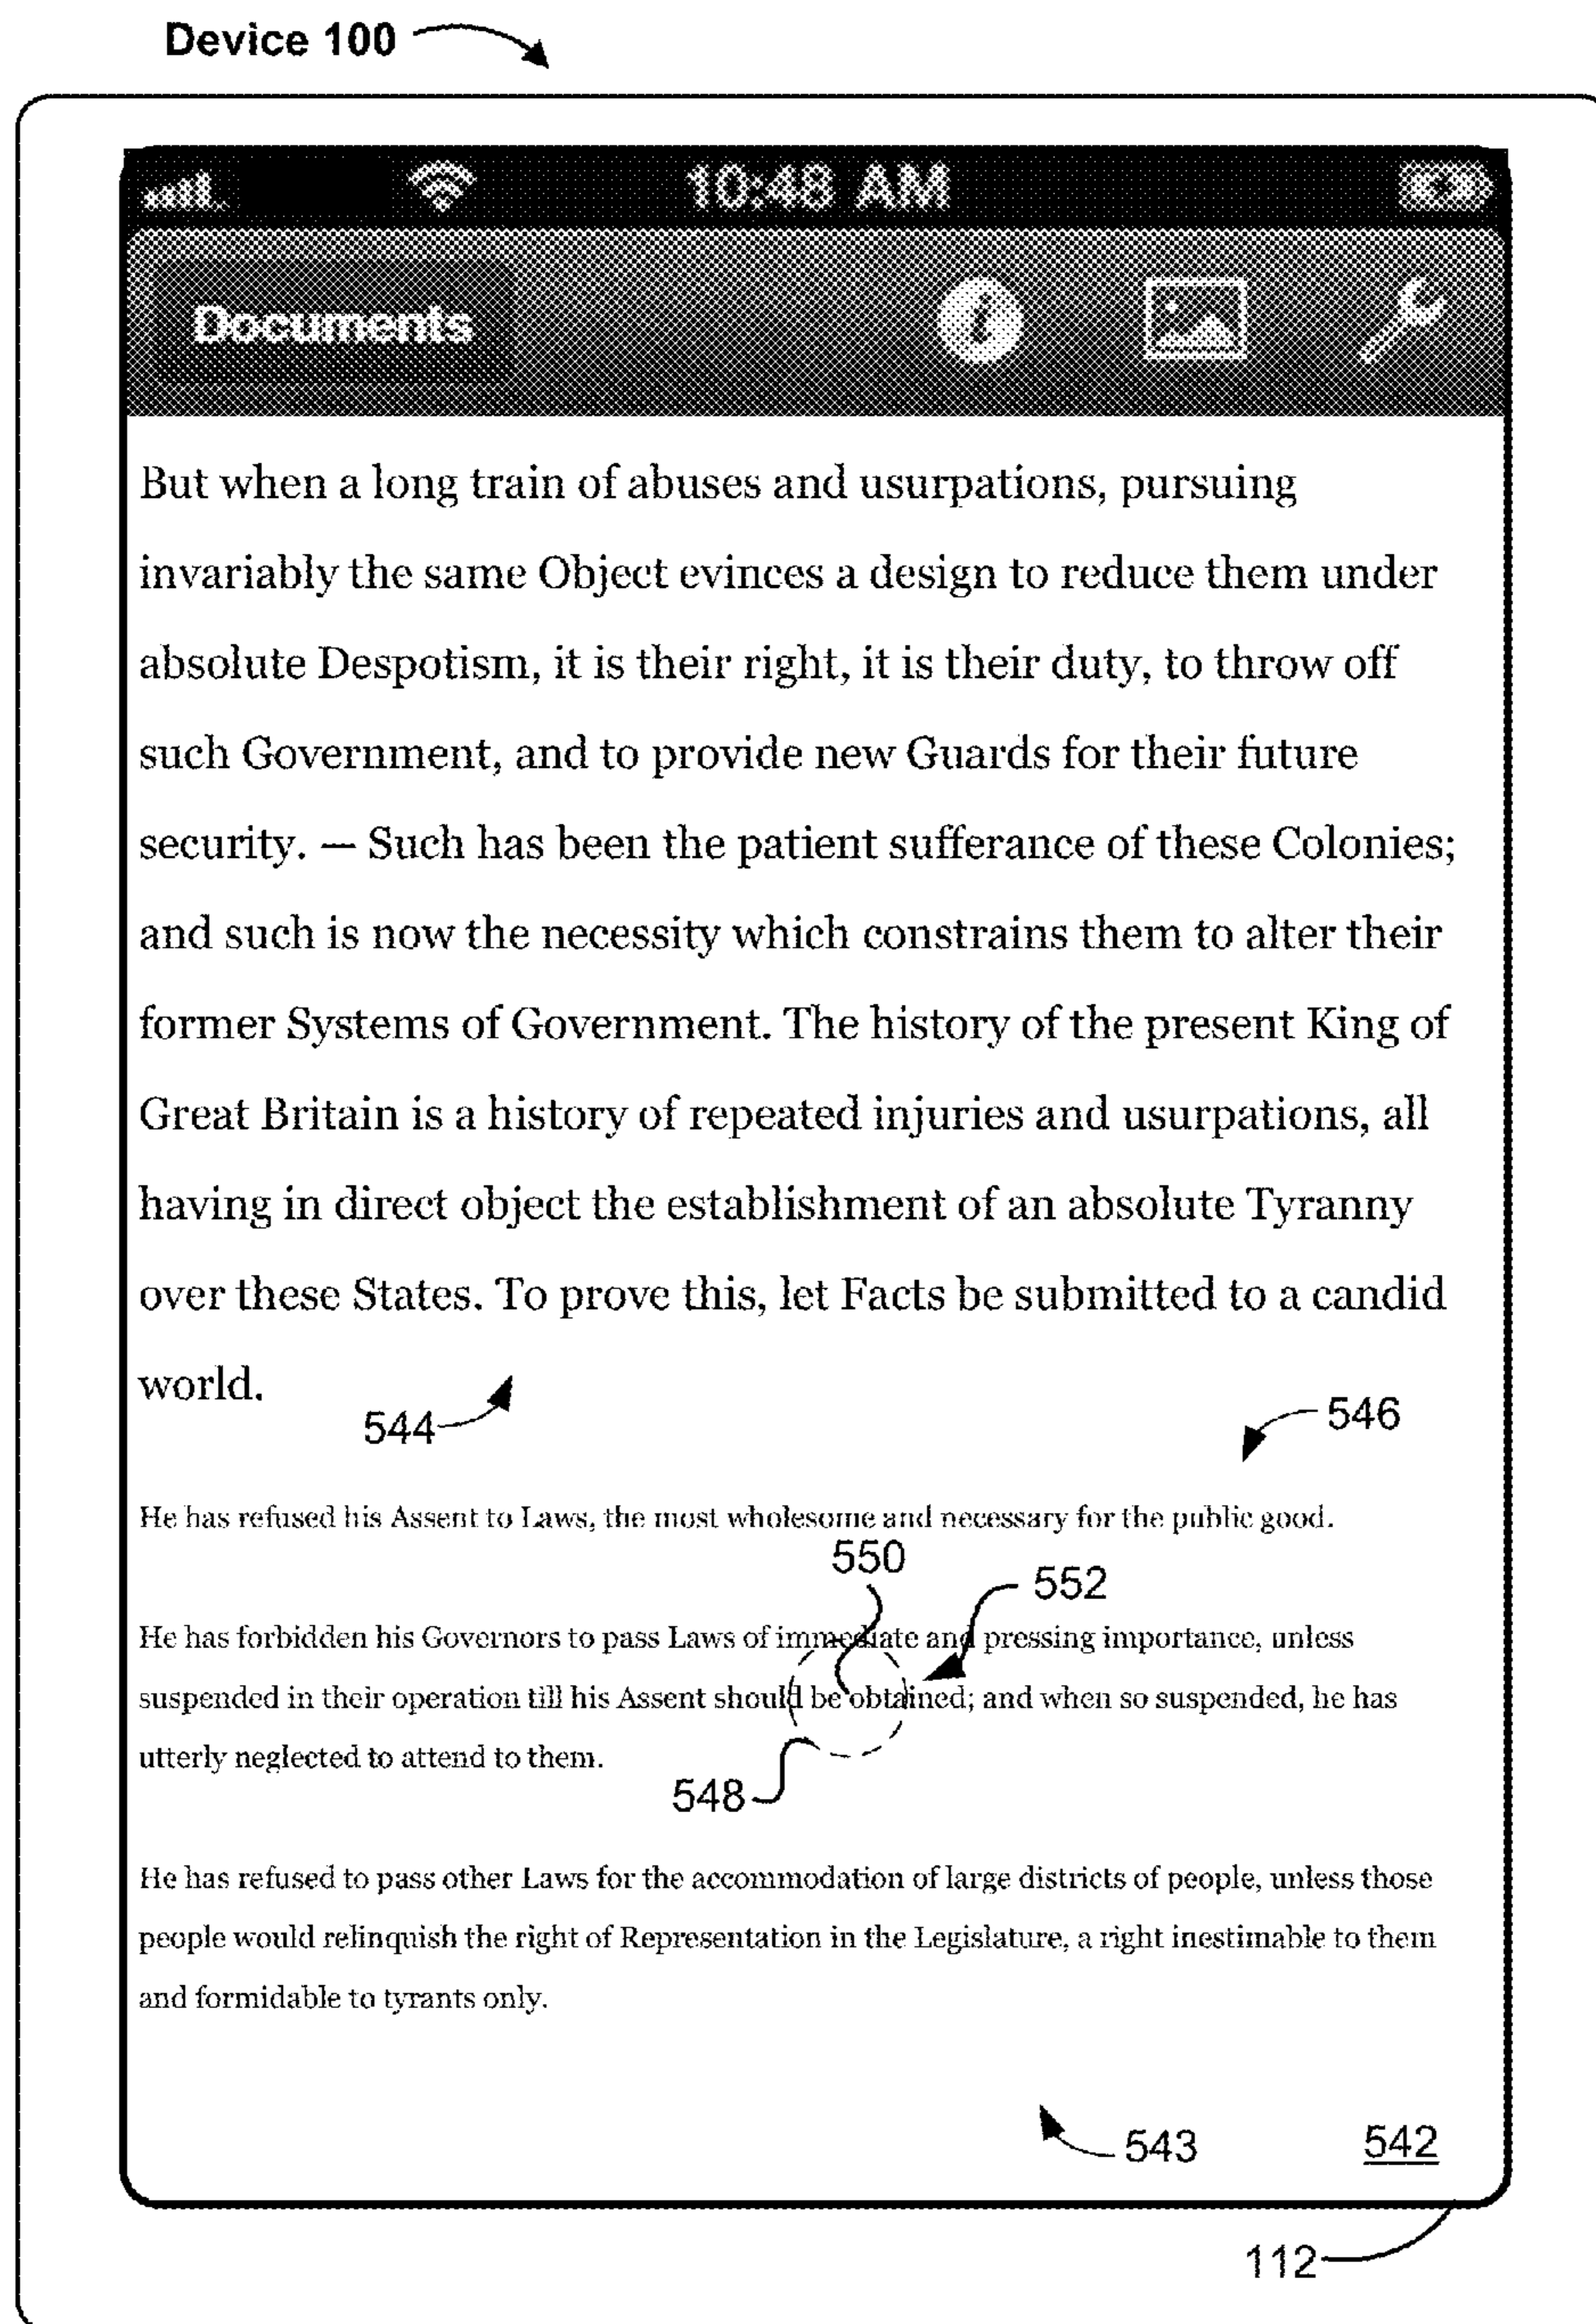 Device 100
10:48 AM
Documents
i
But when a long train of abuses and usurpations, pursuing
invariably the same Object evinces a design to reduce them under
absolute Despotism, it is their right, it is their duty, to throw off
such Government, and to provide new Guards for their future
security. — Such has been the patient sufferance of these Colonies;
and such is now the necessity which constrains them to alter their
former Systems of Government. The history of the present King of
Great Britain is a history of repeated injuries and usurpations, all
having in direct object the establishment of an absolute Tyranny
over these States. To prove this, let Facts be submitted to a candid
world.
544
546
He has refused his Assent to Laws, the most wholesome and necessary for the public good.
550
552
He has forbidden his Governors to pass Laws of immediate and pressing importance, unless
suspended in their operation till his Assent should be obtained; and when so suspended, he has
utterly neglected to attend to them.
548
He has refused to pass other Laws for the accommodation of large districts of people, unless those
people would relinquish the right of Representation in the Legislature, a right inestimable to them
and formidable to tyrants only.
543
542
112